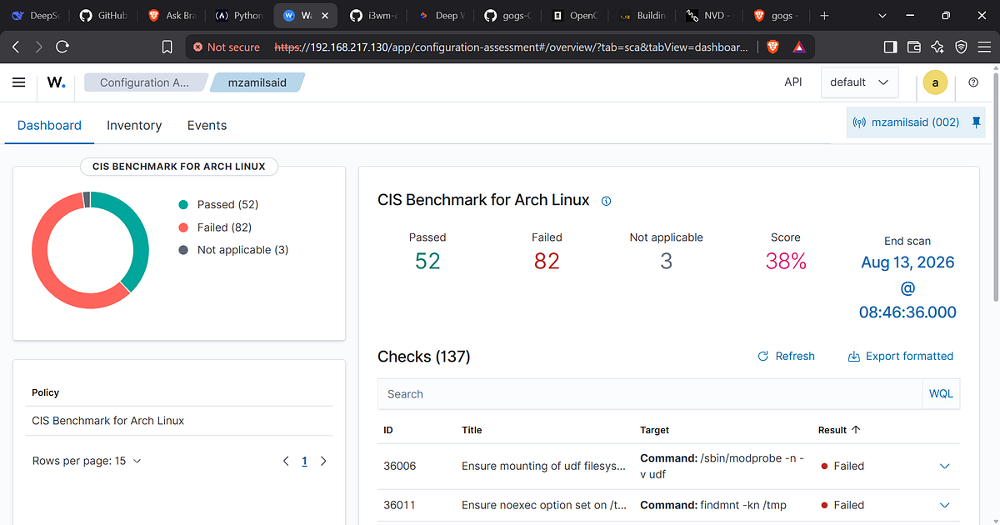 DeepSe
GitHub
Ask Bra
Python
Wa
i3wm-c
Deep W
gogs-C
OpenC
Buildin
NVD -
gogs -
Not secure
https://192.168.217.130/app/configuration-assessment#/overview/?tab=sca&tabView=dashboar...
W.
Configuration A...
mzamilsaid
API
default
a
Dashboard
Inventory
Events
mzamilsaid (002)
CIS BENCHMARK FOR ARCH LINUX
Passed (52)
Failed (82)
Not applicable (3)
Policy
CIS Benchmark for Arch Linux
Rows per page: 15
1
CIS Benchmark for Arch Linux
Passed
52
Failed
82
Not applicable
3
Score
38%
End scan
Aug 13, 2026
@
08:46:36.000
Checks (137)
Refresh
Export formatted
Search
WQL
ID Title Target Result
36006 Ensure mounting of udf filesys... Command: /sbin/modprobe -n -
v udf
Failed
36011 Ensure noexec option set on /t... Command: findmnt -kn /tmp Failed